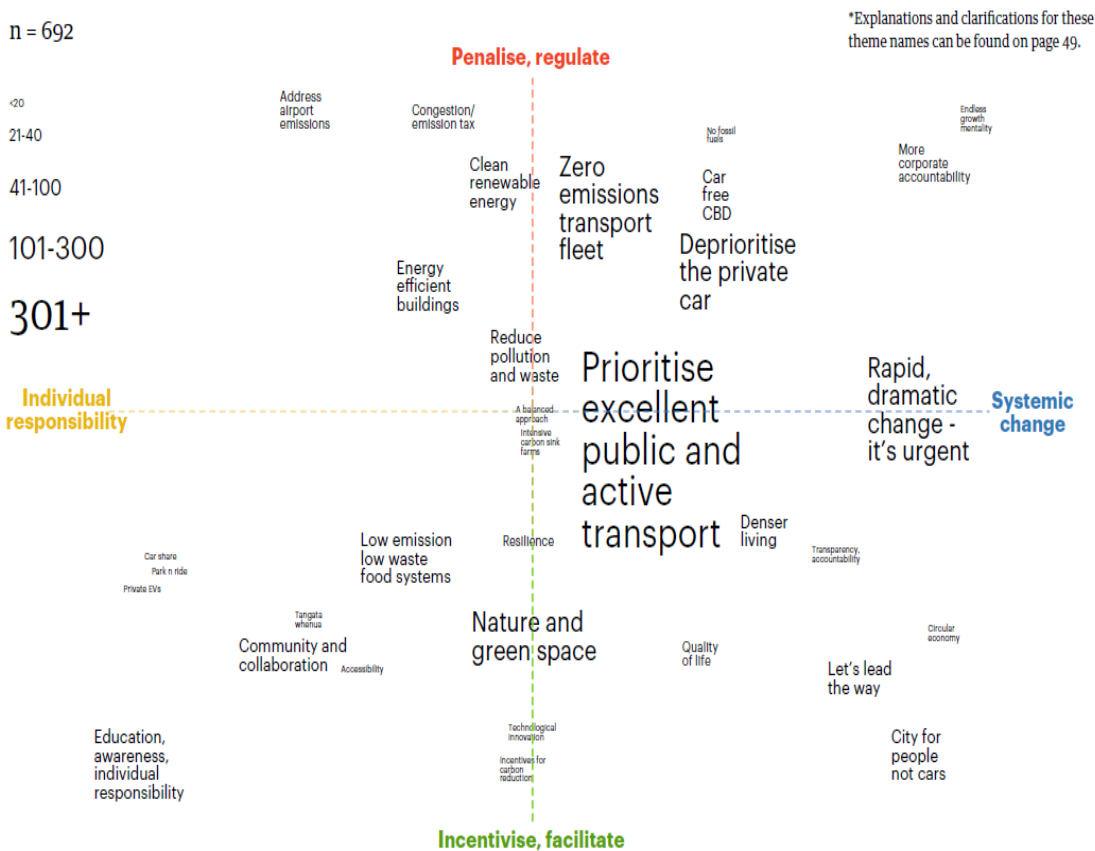 n = 692
*Explanations and clarifications for these
theme names can be found on page 49.
Penalise, regulate
<20
21-40
41-100
101-300
301+
Address
airport
emissions
Congestion/
emission tax
No fossil
fuels
Endless
growth
mentality
More
corporate
accountability
Clean
renewable
energy
Zero
emissions
transport
fleet
Car
free
CBD
Deprioritise
the private
car
Energy
efficient
buildings
Reduce
pollution
and waste
Individual
responsibility
A balanced
approach
Intensive
carbon sink
farms
Prioritise
excellent
public and
active
transport
Rapid,
dramatic
change -
it's urgent
Systemic
change
Car share
Park n ride
Private EVs
Low emission
low waste
food systems
Resilience
Denser
living
Transparency,
accountability
Tangata
whenua
Community and
collaboration
Accessibility
Nature and
green space
Quality
of life
Circular
economy
Let's lead
the way
Education,
awareness,
individual
responsibility
Technological
innovation
Incentives for
carbon
reduction
City for
people
not cars
Incentivise, facilitate